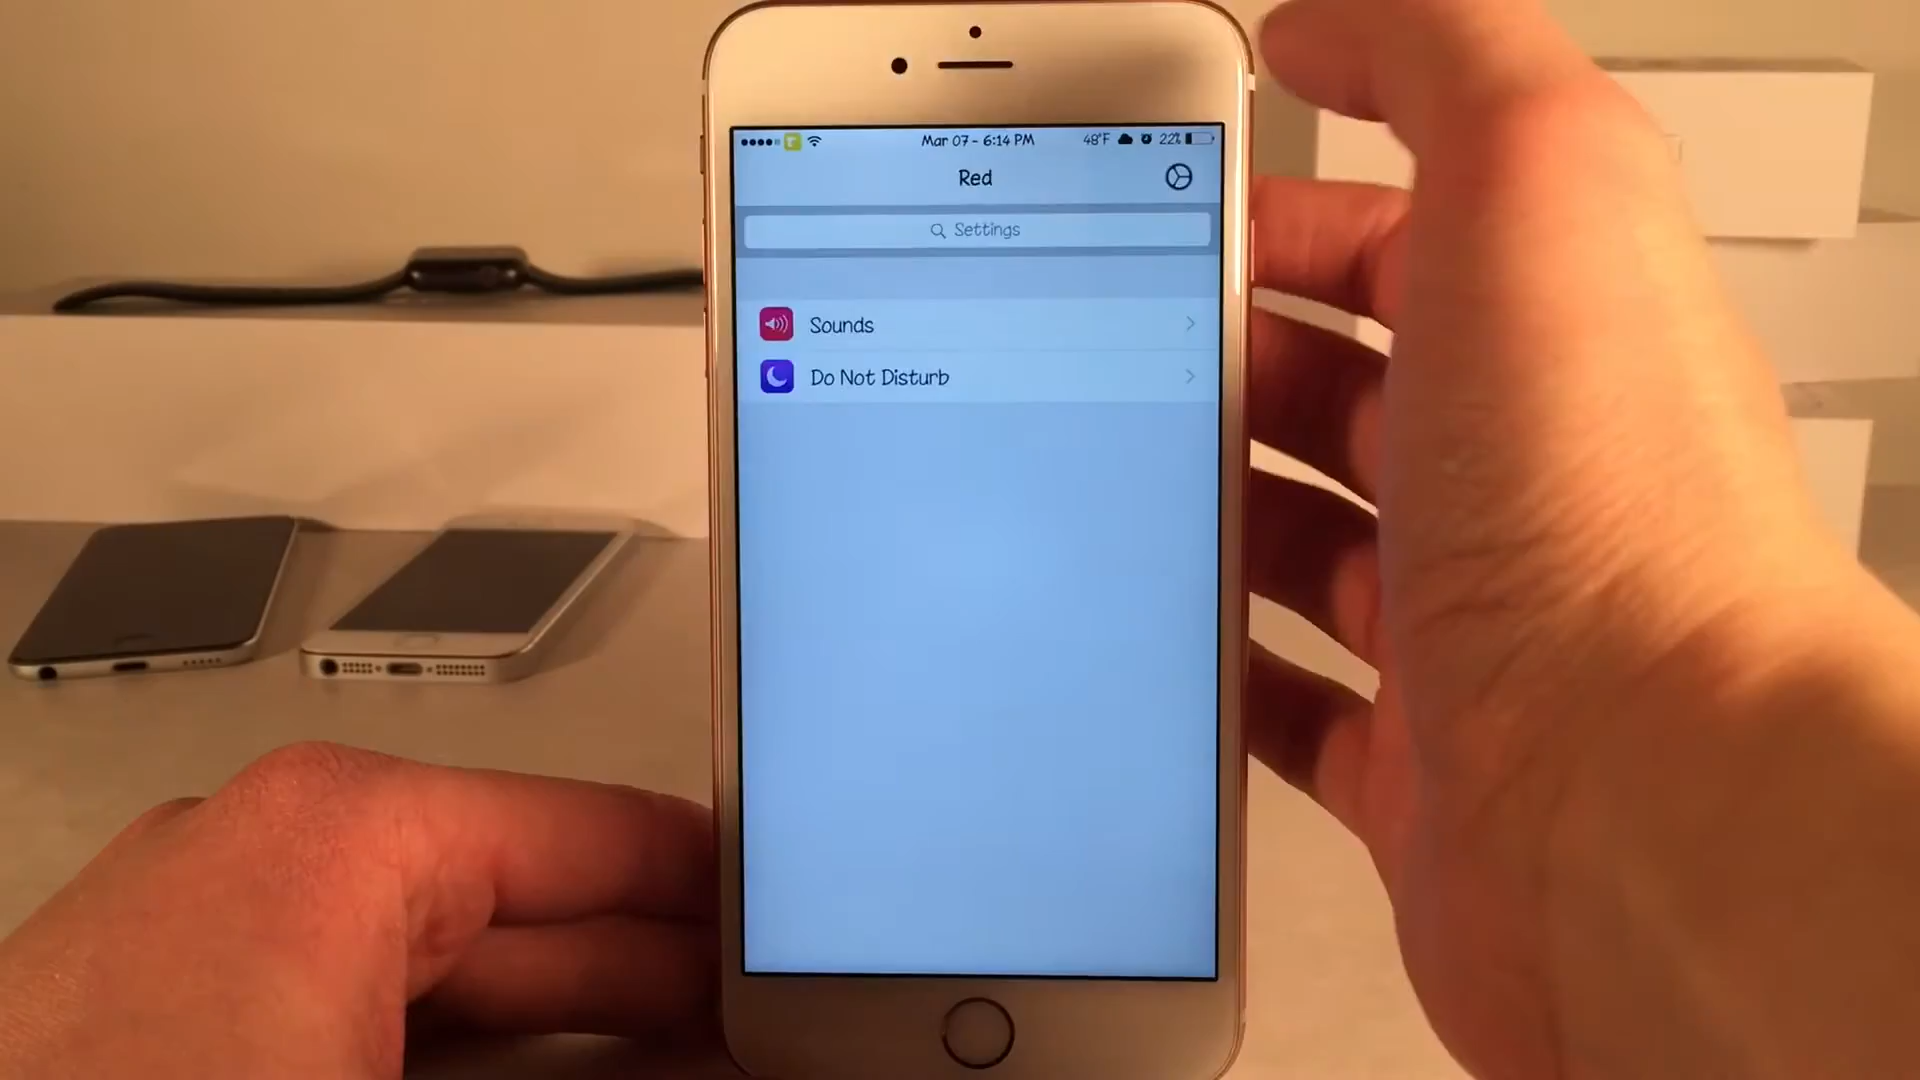 Mar 07 - 6:14 PM
48°F
22%
Red
Settings
Sounds
Do Not Disturb